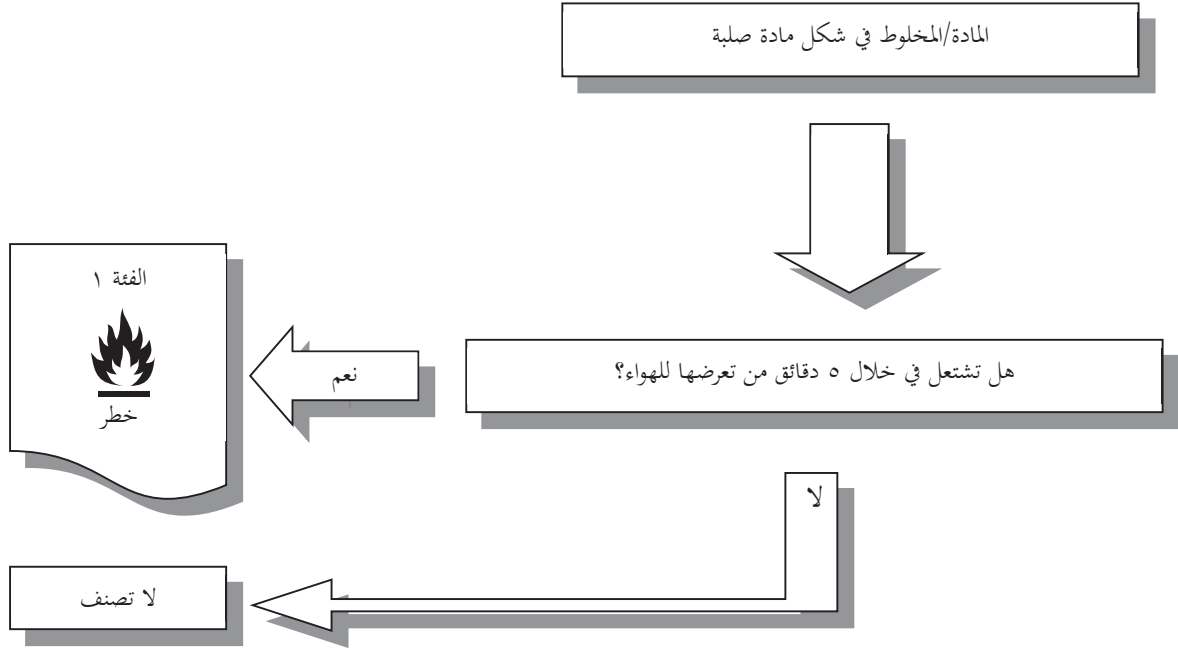 المادة/المخلوط في شكل مادة صلبة
هل تشتعل في خلال ٥ دقائق من تعرضها للهواء؟
نعم
الفئة ١
خطر
لا
لا تصنف